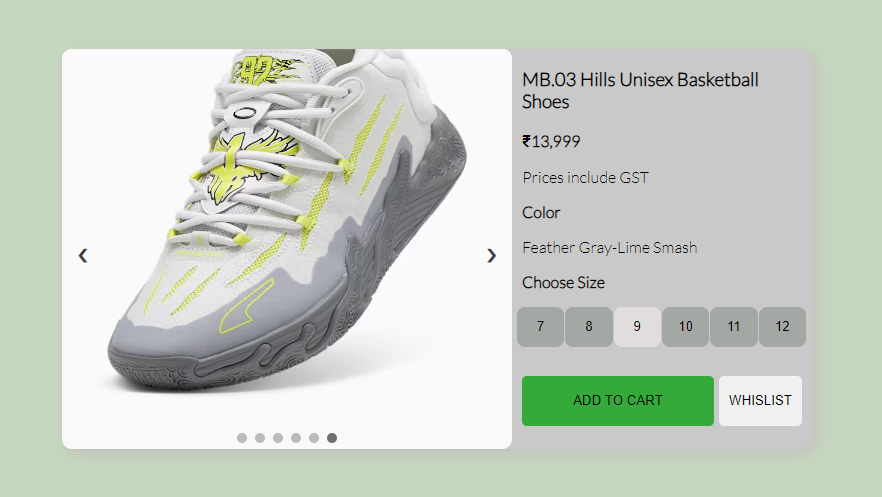 MB.03 Hills Unisex Basketball
Shoes
₹13,999
Prices include GST
Color
Feather Gray-Lime Smash
Choose Size
7 8 9 10 11 12
ADD TO CART WHISLIST